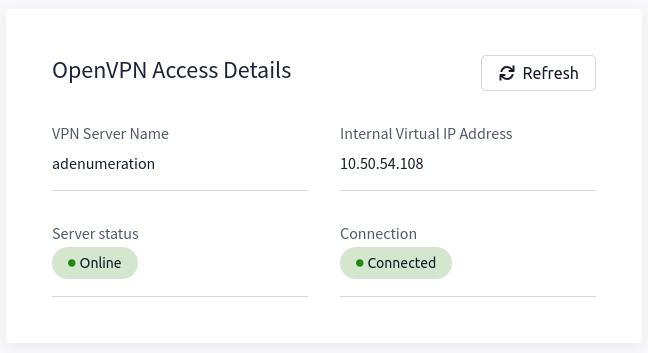 OpenVPN Access Details
Refresh
VPN Server Name
adenumeration
Internal Virtual IP Address
10.50.54.108
Server status
Online
Connection
Connected